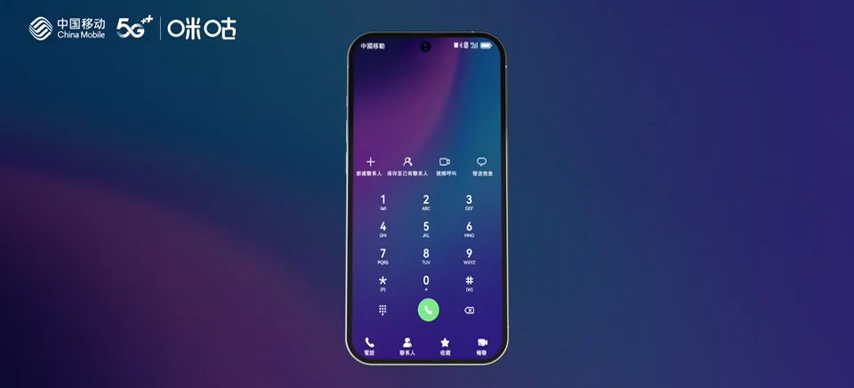 中国移动
China Mobile
5G++
咪咕
中國移動
新建聯系人 保存至已有聯系人 視頻呼叫 發送信息
1 2 3
ABC DEF
4 5 6
GHI JKL MNO
7 8 9
PQRS TUV WXYZ
* 0 #
(P) + (W)
電話 聯系人 收藏 暢聊